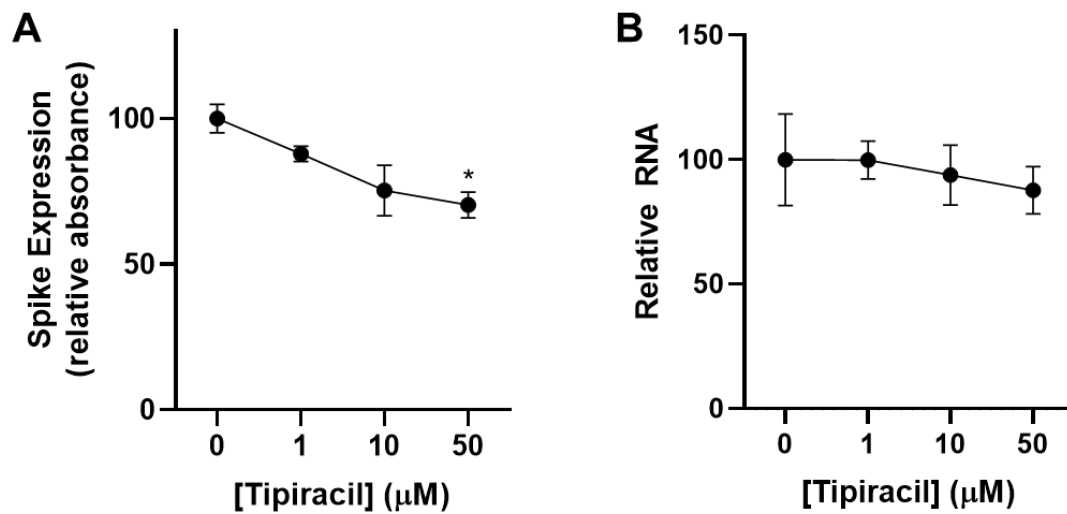 A
Spike Expression
(relative absorbance)
100
50
0
*
0 1 10 50
[Tipiracil] (μM)
B
Relative RNA
150
100
50
0
0 1 10 50
[Tipiracil] (μM)